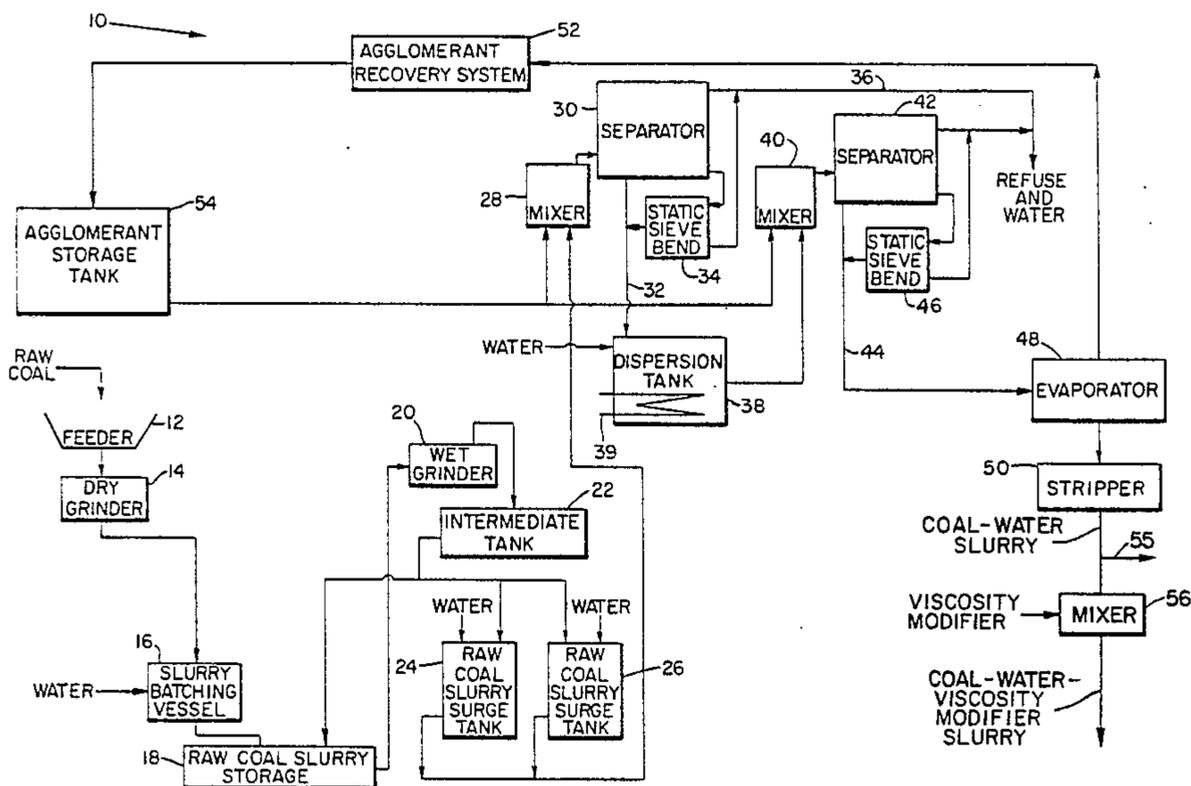 10
AGGLOMERANT
RECOVERY SYSTEM
52
36
30
SEPARATOR
42
SEPARATOR
40
MIXER
28
MIXER
STATIC
SIEVE
BEND
34
REFUSE
AND
WATER
STATIC
SIEVE
BEND
46
54
AGGLOMERANT
STORAGE
TANK
32
WATER
DISPERSION
TANK
38
39
44
48
EVAPORATOR
RAW
COAL
FEEDER
12
DRY
GRINDER
14
20
WET
GRINDER
22
INTERMEDIATE
TANK
50
STRIPPER
COAL-WATER
SLURRY
55
WATER
WATER
24
RAW
COAL
SLURRY
SURGE
TANK
RAW
COAL
SLURRY
SURGE
TANK
26
VISCOSITY
MODIFIER
MIXER
56
16
WATER
SLURRY
BATCHING
VESSEL
COAL-WATER-
VISCOSITY
MODIFIER
SLURRY
18
RAW COAL SLURRY
STORAGE